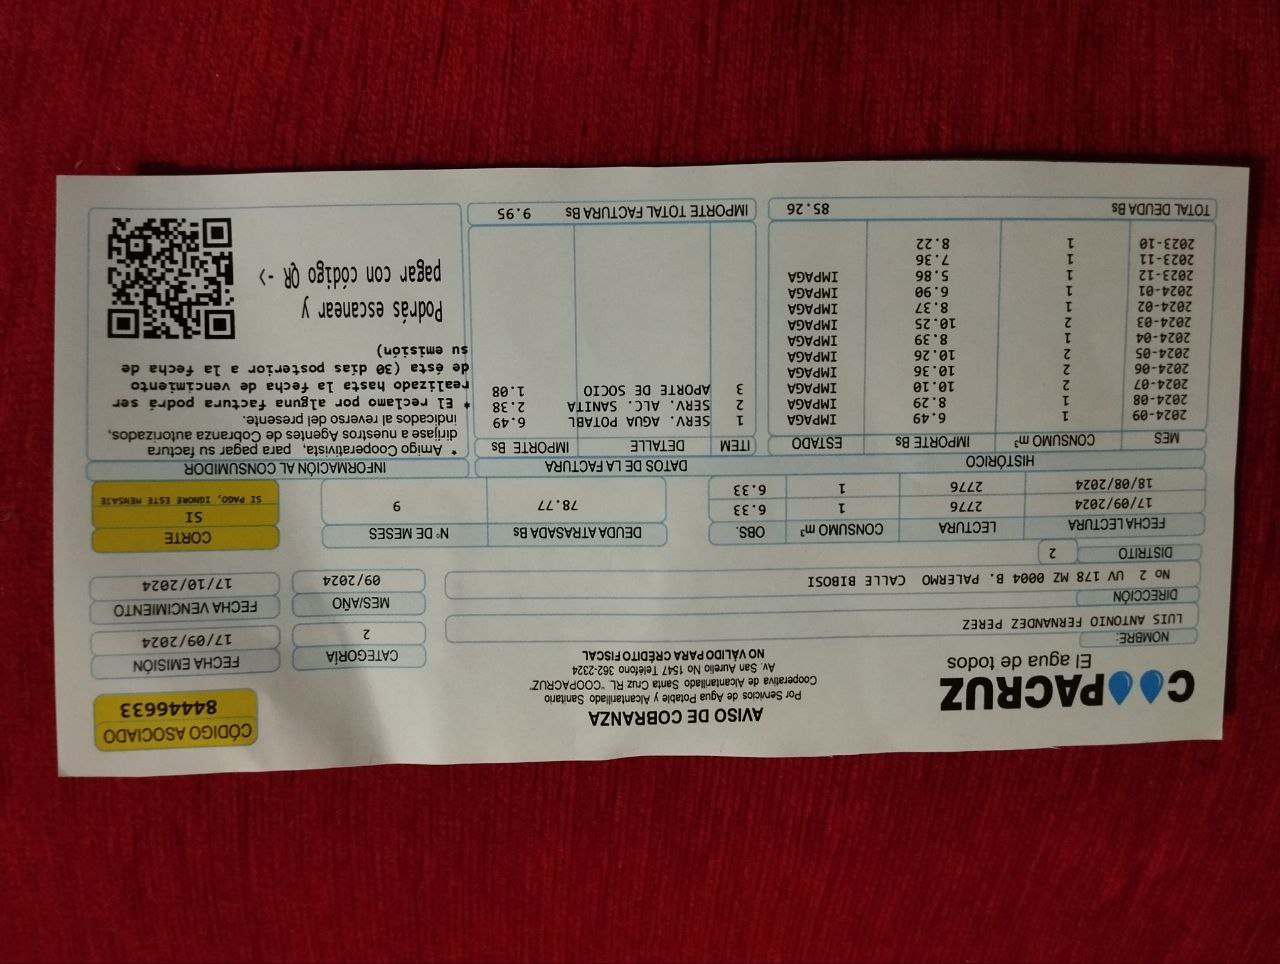 COOPACRUZ
El agua de todos
AVISO DE COBRANZA
Por Servicios de Agua Potable y Alcantarillado Sanitario
Cooperativa de Alcantarillado Santa Cruz RL. "COOPACRUZ"
Av. San Aurelio No 1547 Teléfono 362-2324
NO VÁLIDO PARA CRÉDITO FISCAL
CÓDIGO ASOCIADO
84446633
NOMBRE:
LUIS ANTONIO FERNANDEZ PEREZ
CATEGORÍA
2
FECHA EMISIÓN
17/09/2024
DIRECCIÓN
No 2 UV 178 MZ 0004 B. PALERMO CALLE BIBOSI
MES/AÑO
09/2024
FECHA VENCIMIENTO
17/10/2024
DISTRITO 2
FECHA LECTURA LECTURA CONSUMO m³ OBS.
17/09/2024 2776 1 6.33
18/08/2024 2776 1 6.33
DEUDA ATRASADA Bs Nº DE MESES
78.77 9
CORTE
SI
SI PAGO, IGNORE ESTE MENSAJE
HISTÓRICO
MES CONSUMO m³ IMPORTE Bs ESTADO
2024-09 1 6.49 IMPAGA
2024-08 1 8.29 IMPAGA
2024-07 2 10.10 IMPAGA
2024-06 2 10.36 IMPAGA
2024-05 2 10.26 IMPAGA
2024-04 1 8.39 IMPAGA
2024-03 2 10.25 IMPAGA
2024-02 1 8.37 IMPAGA
2024-01 1 6.90 IMPAGA
2023-12 1 5.86 IMPAGA
2023-11 1 7.36
2023-10 1 8.22
TOTAL DEUDA Bs 85.26
DATOS DE LA FACTURA
ITEM DETALLE IMPORTE Bs
1 SERV. AGUA POTABL 6.49
2 SERV. ALC. SANITA 2.38
3 APORTE DE SOCIO 1.08
IMPORTE TOTAL FACTURA Bs 9.95
INFORMACIÓN AL CONSUMIDOR
* Amigo Cooperativista, para pagar su factura
dirijase a nuestros Agentes de Cobranza autorizados,
indicados al reverso del presente.
* El reclamo por alguna factura podrá ser
realizado hasta la fecha de vencimiento
de ésta (30 días posterior a la fecha de
su emisión)
Podrás escanear y
pagar con código QR ->